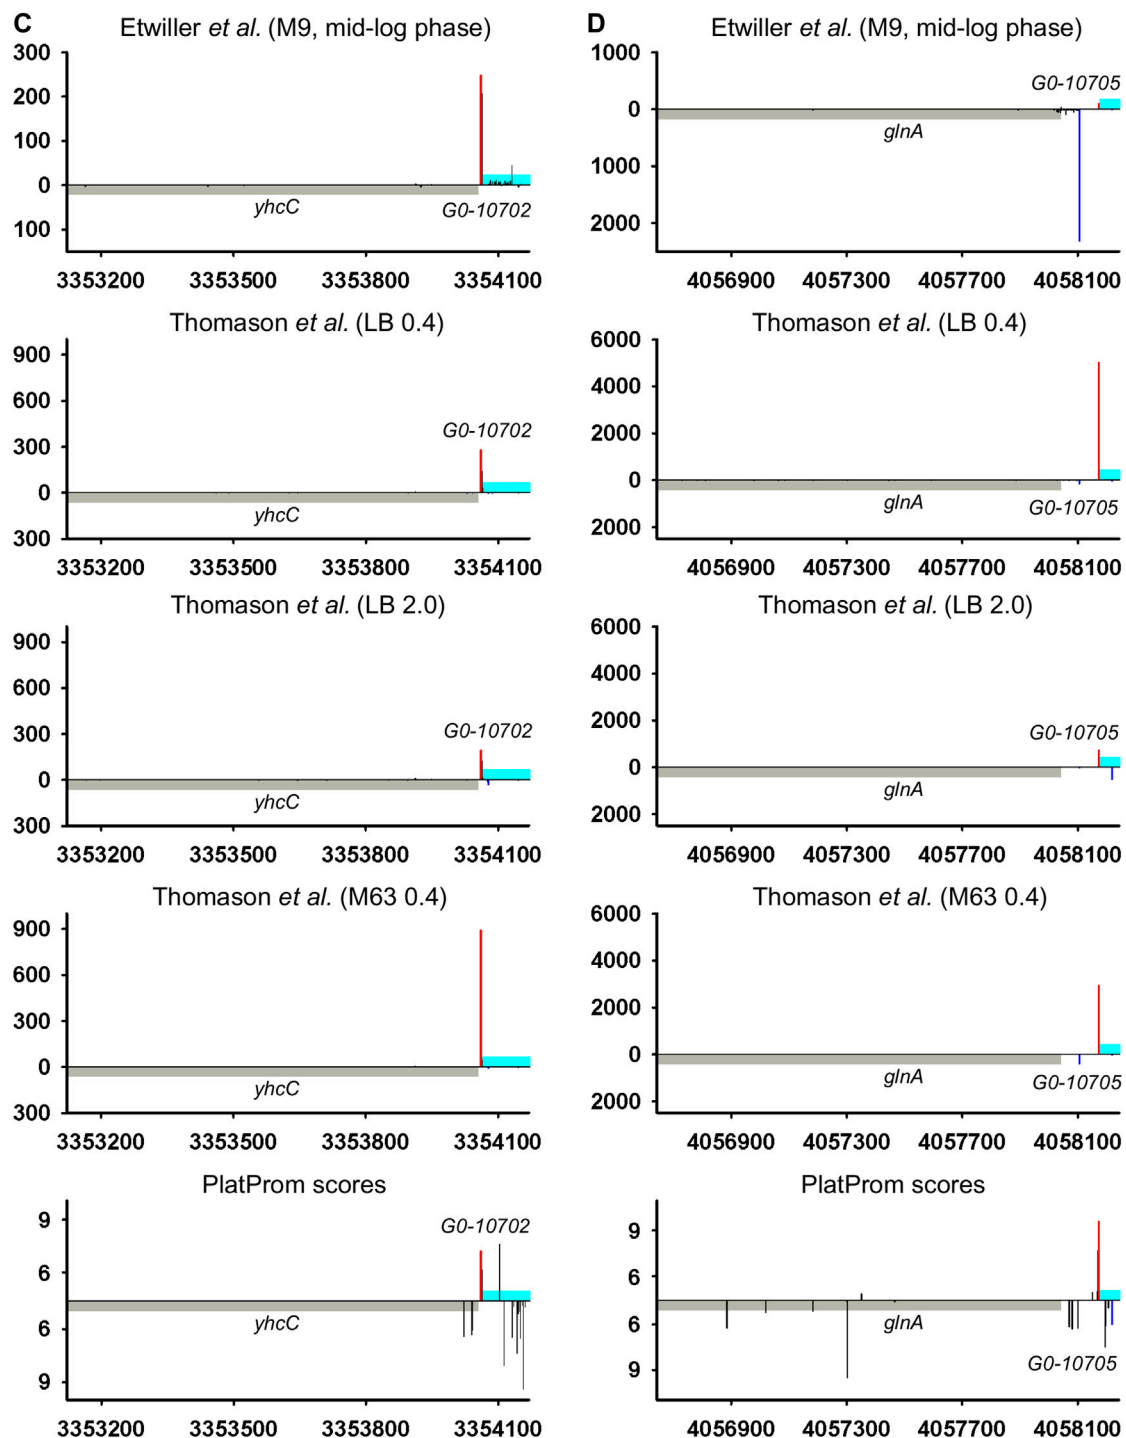 C
Etwiller et al. (M9, mid-log phase)
300
200
100
0
100
yhcC
G0-10702
3353200 3353500 3353800 3354100
Thomason et al. (LB 0.4)
900
600
300
0
300
G0-10702
yhcC
3353200 3353500 3353800 3354100
Thomason et al. (LB 2.0)
900
600
300
0
300
G0-10702
yhcC
3353200 3353500 3353800 3354100
Thomason et al. (M63 0.4)
900
600
300
0
300
yhcC
3353200 3353500 3353800 3354100
PlatProm scores
9
6
6
9
G0-10702
yhcC
3353200 3353500 3353800 3354100
D
Etwiller et al. (M9, mid-log phase)
1000
0
1000
2000
G0-10705
glnA
4056900 4057300 4057700 4058100
Thomason et al. (LB 0.4)
6000
4000
2000
0
2000
glnA
G0-10705
4056900 4057300 4057700 4058100
Thomason et al. (LB 2.0)
6000
4000
2000
0
2000
G0-10705
glnA
4056900 4057300 4057700 4058100
Thomason et al. (M63 0.4)
6000
4000
2000
0
2000
glnA
G0-10705
4056900 4057300 4057700 4058100
PlatProm scores
9
6
6
9
glnA
G0-10705
4056900 4057300 4057700 4058100